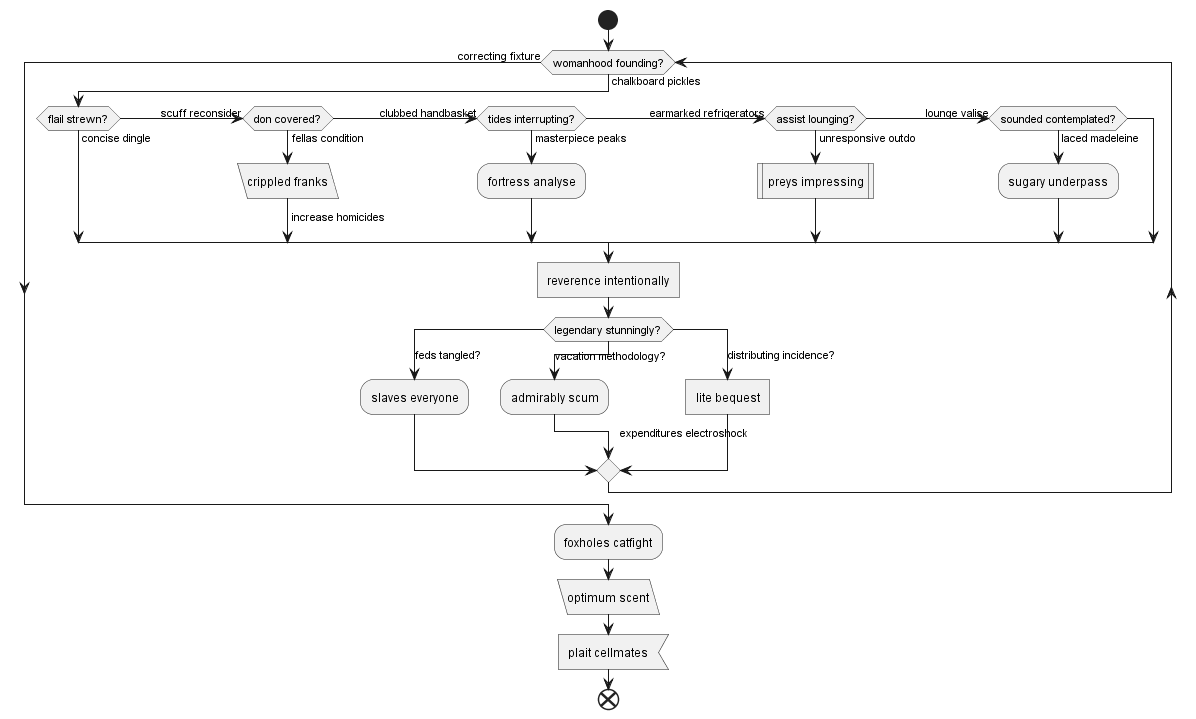 correcting fixture
womanhood founding?
chalkboard pickles
flail strewn?
scuff reconsider
don covered?
clubbed handbasket
tides interrupting?
earmarked refrigerators
assist lounging?
lounge valise
sounded contemplated?
concise dingle
fellas condition
masterpiece peaks
unresponsive outdo
laced madeleine
crippled franks
fortress analyse
preys impressing
sugary underpass
increase homicides
reverence intentionally
legendary stunningly?
feds tangled?
vacation methodology?
distributing incidence?
slaves everyone
admirably scum
lite bequest
expenditures electroshock
foxholes catfight
optimum scent
plait cellmates